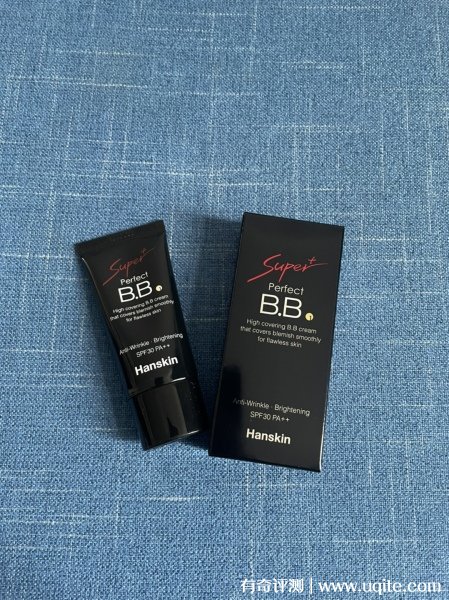 Super+
Perfect
B.B.
High covering B.B cream
that covers blemish smoothly
for flawless skin
Anti-Wrinkle · Brightening
SPF30 PA++
Hanskin
Super+
Perfect
B.B.
High covering B.B cream
that covers blemish smoothly
for flawless skin
Anti-Wrinkle · Brightening
SPF30 PA++
Hanskin
有奇评测 | www.uqite.com